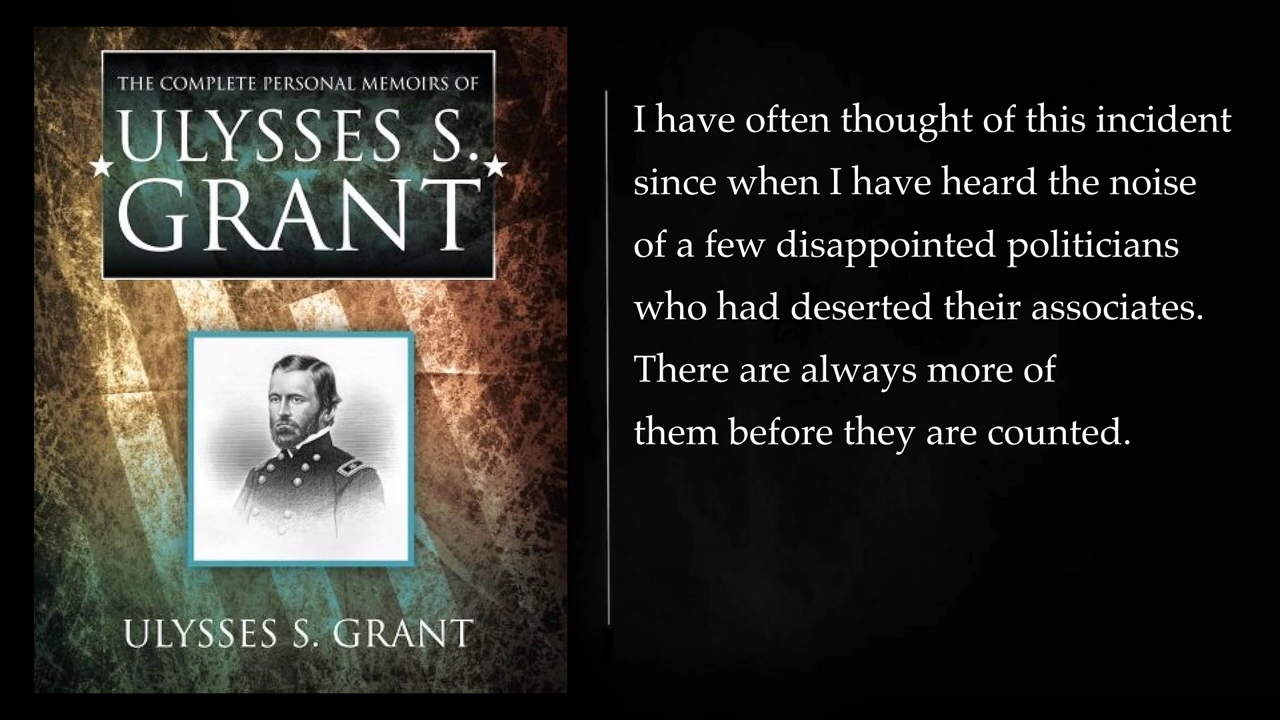 THE COMPLETE PERSONAL MEMOIRS OF
ULYSSES S.
GRANT
ULYSSES S. GRANT
I have often thought of this incident
since when I have heard the noise
of a few disappointed politicians
who had deserted their associates.
There are always more of
them before they are counted.